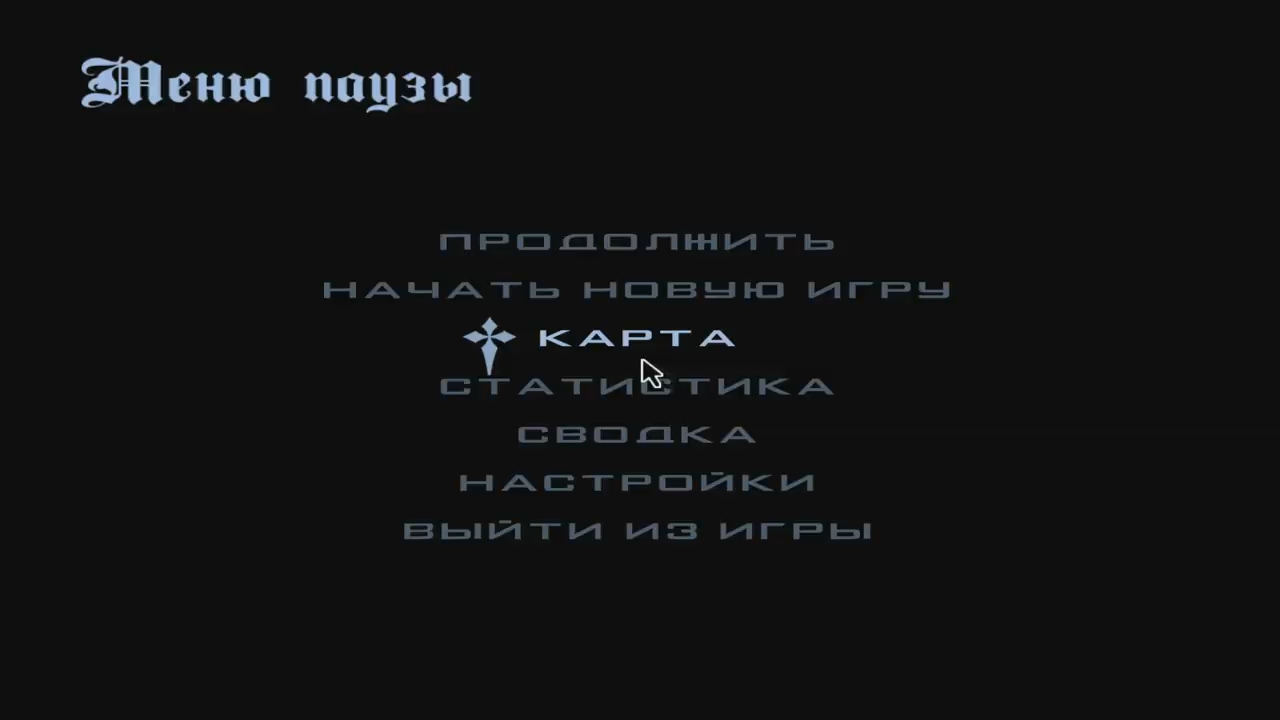 Меню паузы
ПРОДОЛЖИТЬ
НАЧАТЬ НОВУЮ ИГРУ
КАРТА
СТАТИСТИКА
СВОДКА
НАСТРОЙКИ
ВЫЙТИ ИЗ ИГРЫ